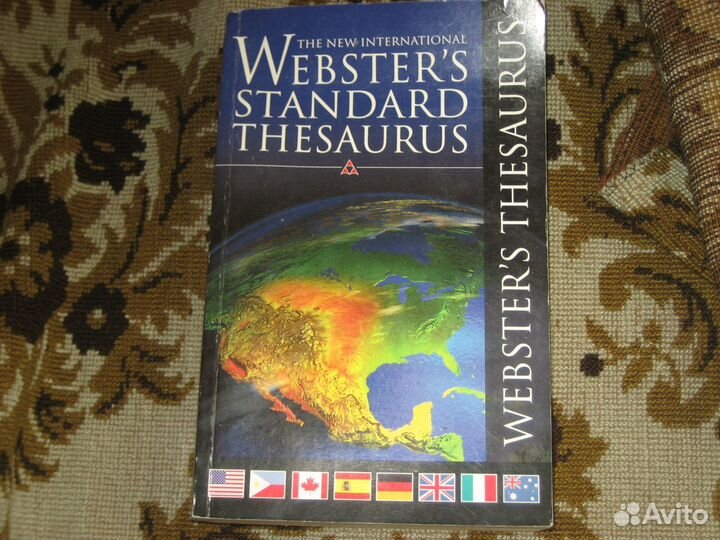 THE NEW INTERNATIONAL
WEBSTER'S
STANDARD
THESAURUS
WEBSTER'S THESAURUS
Avito